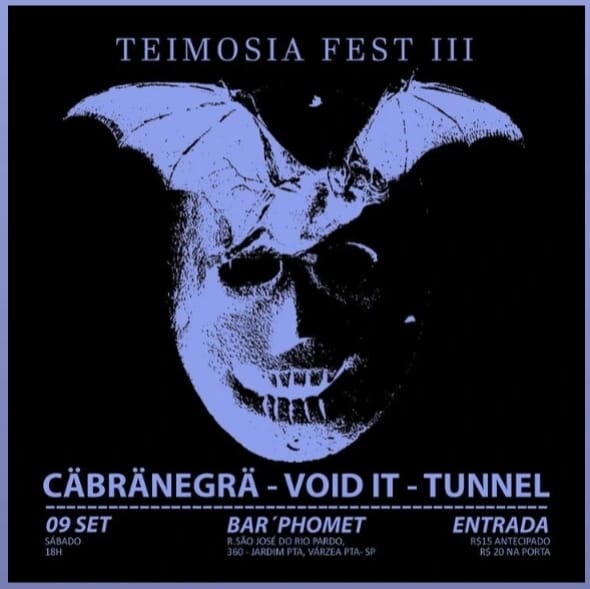 TEIMOSIA FEST III
CÄBRÄNEGRÄ - VOID IT - TUNNEL
09 SET
SÁBADO
18H
BAR´PHOMET
R.SÃO JOSÉ DO RIO PARDO,
360 - JARDIM PTA, VÁRZEA PTA- SP
ENTRADA
R$15 ANTECIPADO
R$ 20 NA PORTA